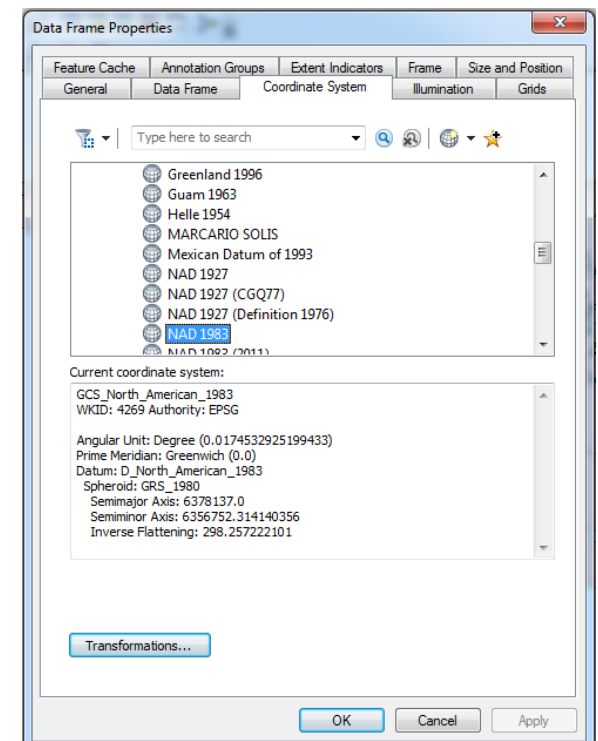 Data Frame Properties
Feature Cache Annotation Groups Extent Indicators Frame Size and Position
General Data Frame Coordinate System Illumination Grids
Type here to search
Greenland 1996
Guam 1963
Helle 1954
MARCARIO SOLIS
Mexican Datum of 1993
NAD 1927
NAD 1927 (CGQ77)
NAD 1927 (Definition 1976)
NAD 1983
NAD 1983 (2011)
Current coordinate system:
GCS_North_American_1983
WKID: 4269 Authority: EPSG
Angular Unit: Degree (0.0174532925199433)
Prime Meridian: Greenwich (0.0)
Datum: D_North_American_1983
Spheroid: GRS_1980
Semimajor Axis: 6378137.0
Semiminor Axis: 6356752.314140356
Inverse Flattening: 298.257222101
Transformations...
OK Cancel Apply